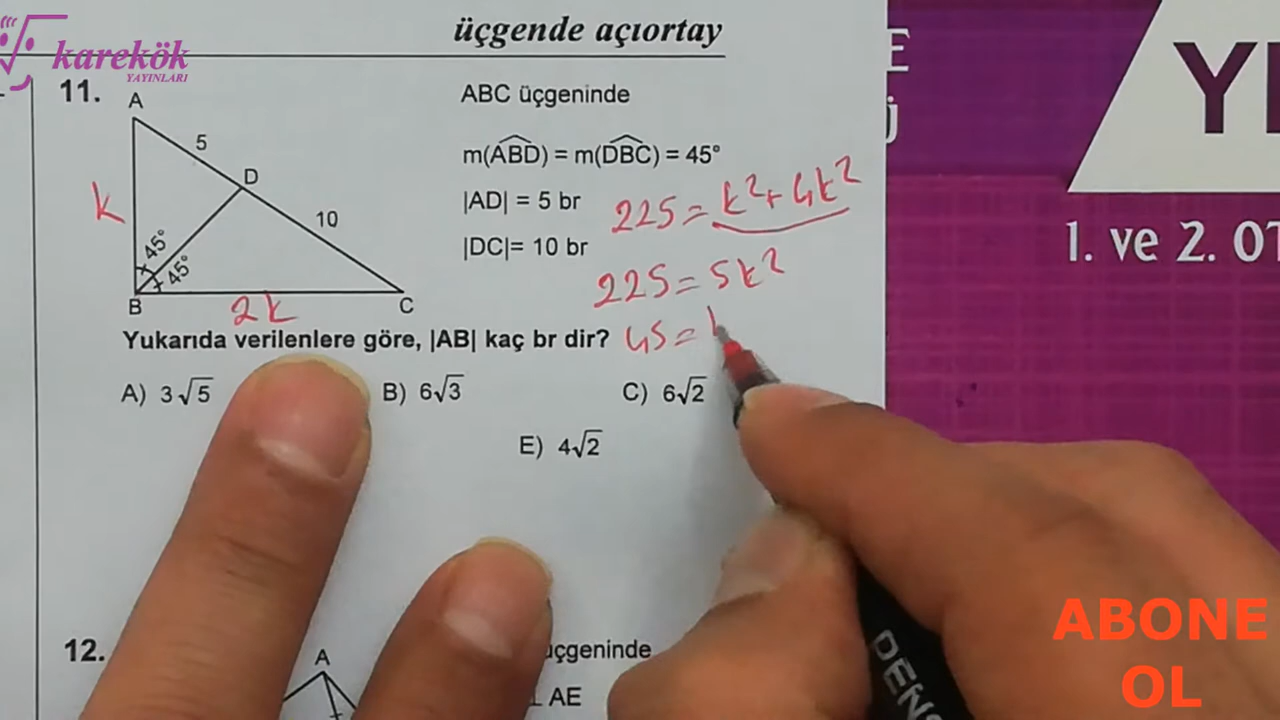 üçgende açıortay
karekök
YAYINLARI
11.
A
5
D
10
k
45°
45°
B
2k
C
ABC üçgeninde
m(ABD) = m(DBC) = 45°
|AD| = 5 br
|DC|= 10 br
225 = k² + 4k²
225 = 5k²
45 =
Yukarıda verilenlere göre, |AB| kaç br dir?
A) 3√5
B) 6√3
C) 6√2
E) 4√2
12.
A
üçgeninde
AE
1. ve 2.
DENS
ABONE
OL